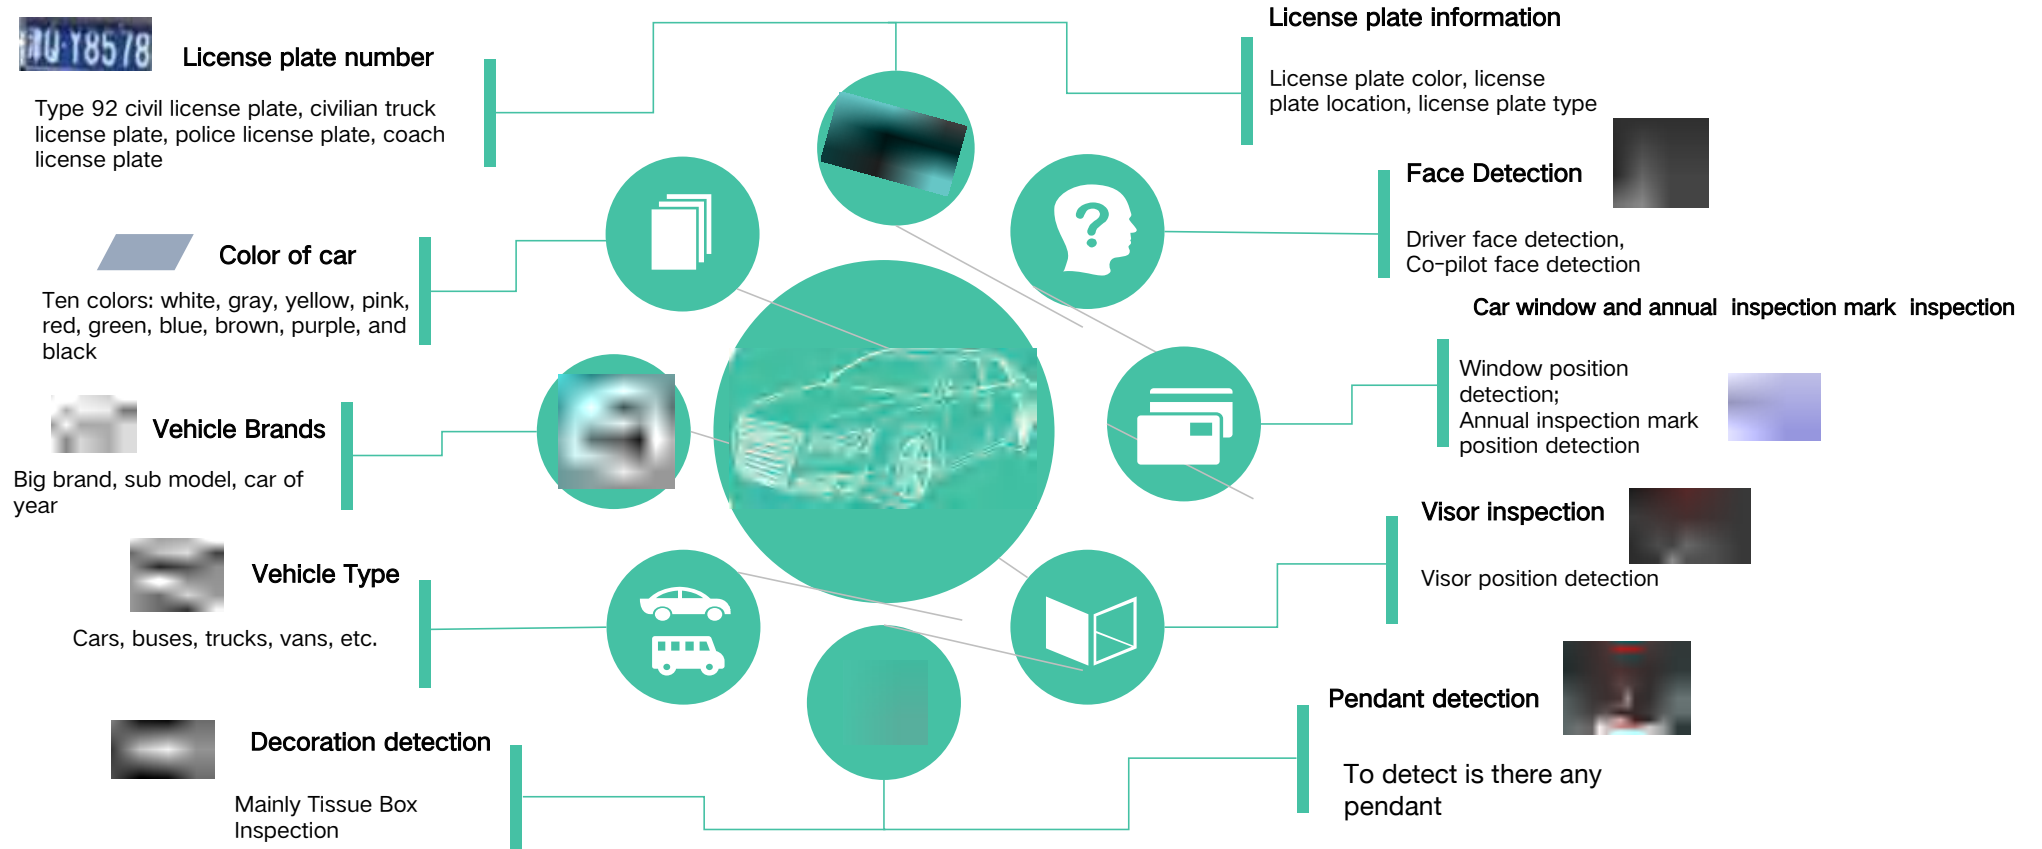 License plate number
Type 92 civil license plate, civilian truck
license plate, police license plate, coach
license plate
Color of car
Ten colors: white, gray, yellow, pink,
red, green, blue, brown, purple, and
black
Vehicle Brands
Big brand, sub model, car of
year
Vehicle Type
Cars, buses, trucks, vans, etc.
Decoration detection
Mainly Tissue Box
Inspection
License plate information
License plate color, license
plate location, license plate type
Face Detection
Driver face detection,
Co-pilot face detection
Car window and annual inspection mark inspection
Window position
detection;
Annual inspection mark
position detection
Visor inspection
Visor position detection
Pendant detection
To detect is there any
pendant